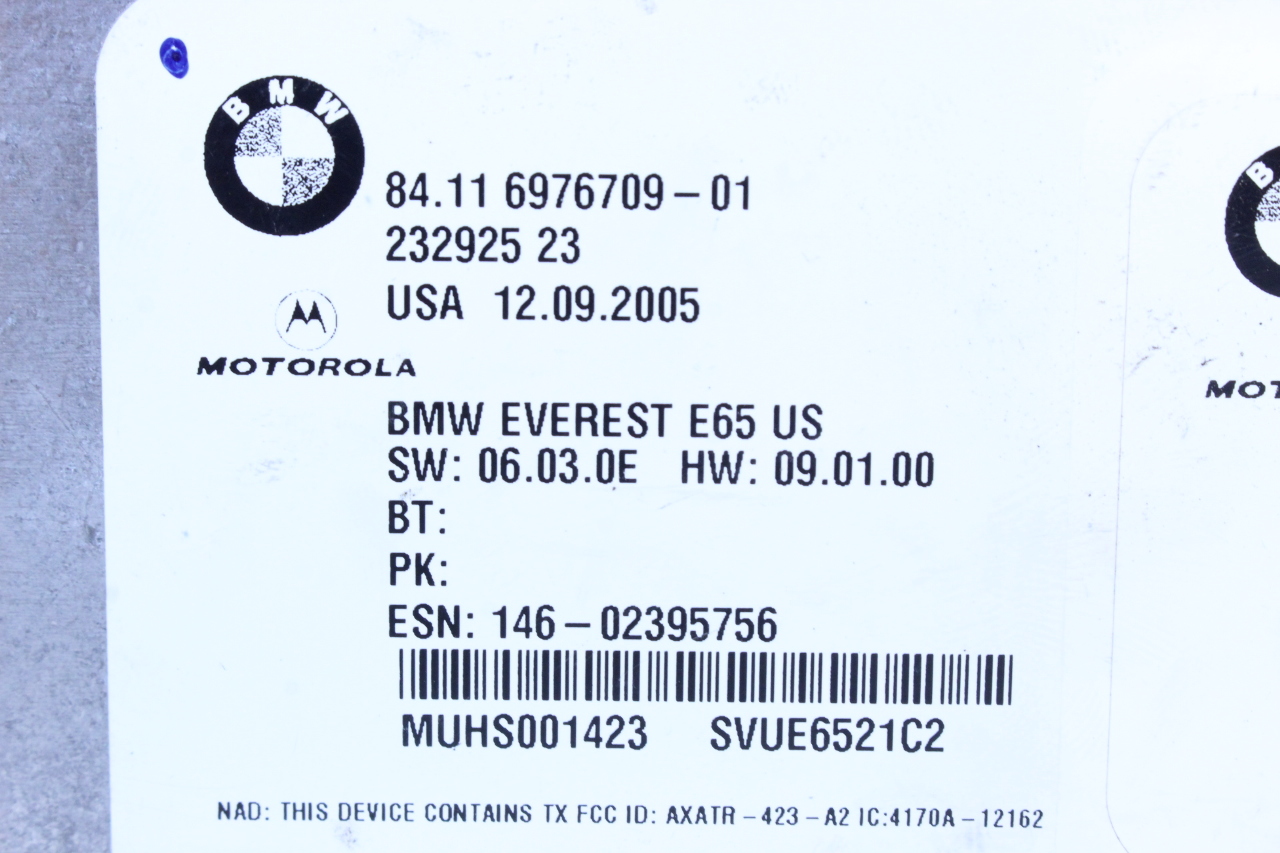 BMW
84.11 6976709-01
232925 23
USA 12.09.2005
MOTOROLA
BMW EVEREST E65 US
SW: 06.03.0E HW: 09.01.00
BT:
PK:
ESN: 146-02395756
MUHS001423 SVUE6521C2
NAD: THIS DEVICE CONTAINS TX FCC ID: AXATR-423-A2 IC:4170A-12162
B
MOT